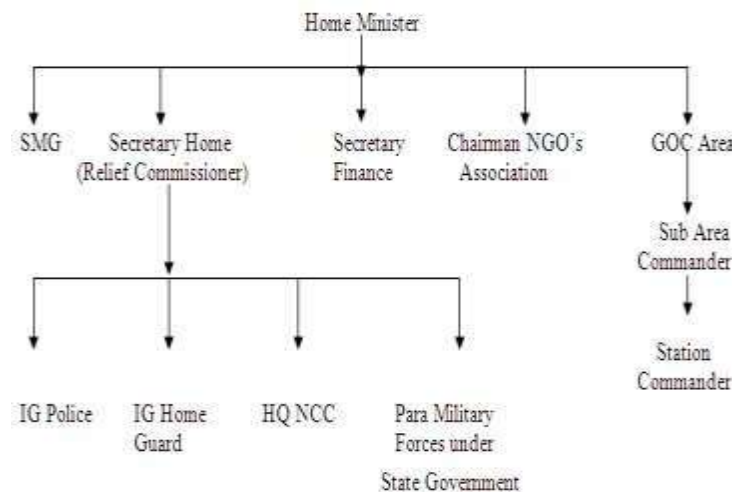 Home Minister
SMG
Secretary Home
(Relief Commissioner)
Secretary
Finance
Chairman NGO's
Association
GOC Area
Sub Area
Commander
Station
Commander
IG Police
IG Home
Guard
HQ NCC
Para Military
Forces under
State Government